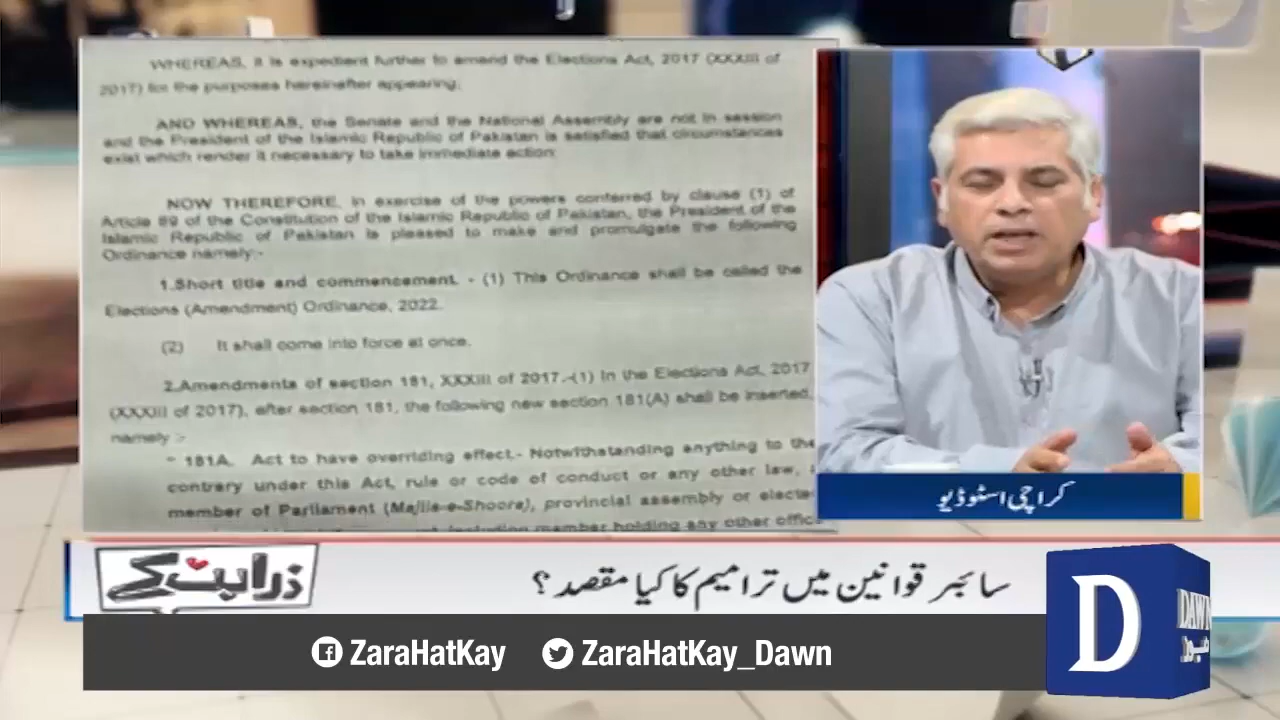 WHEREAS, it is expedient further to amend the Elections Act, 2017 (XXXIII of
2017) for the purposes hereinafter appearing;
AND WHEREAS, the Senate and the National Assembly are not in session
and the President of the Islamic Republic of Pakistan is satisfied that circumstances
exist which render it necessary to take immediate action;
NOW THEREFORE, in exercise of the powers conferred by clause (1) of
Article 89 of the Constitution of the Islamic Republic of Pakistan, the President of the
Islamic Republic of Pakistan is pleased to make and promulgate the following
Ordinance namely:-
1.Short title and commencement. - (1) This Ordinance shall be called the
Elections (Amendment) Ordinance, 2022.
(2) It shall come into force at once.
2.Amendments of section 181, XXXIII of 2017.-(1) In the Elections Act, 2017
(XXXIII of 2017), after section 181, the following new section 181(A) shall be inserted,
namely :-
" 181A. Act to have overriding effect.- Notwithstanding anything to the
contrary under this Act, rule or code of conduct or any other law,
member of Parliament (Majlis-e-Shoora), provincial assembly or
including member holding any other
کراچی اسٹوڈیو
ذرا ہٹ کے
سائبر قوانین میں ترامیم کا کیا مقصد؟
ZaraHatKay ZaraHatKay_Dawn
D
DAWN
نیوز